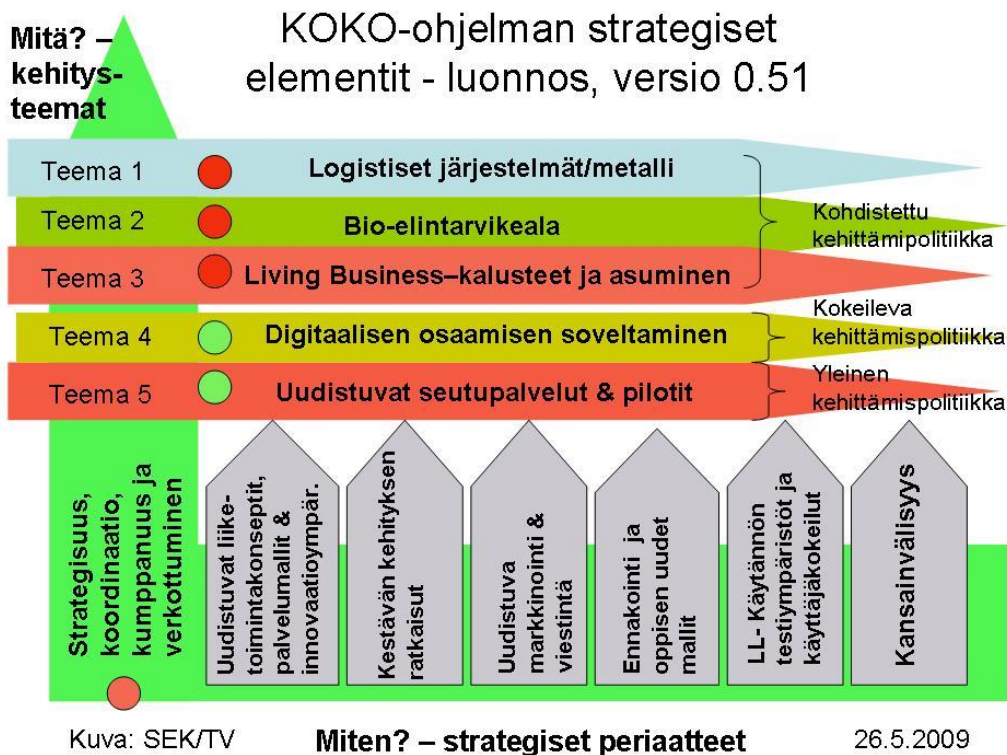 Mitä? –
kehitys-
teemat
KOKO-ohjelman strategiset
elementit - luonnos, versio 0.51
Teema 1
Logistiset järjestelmät/metalli
Teema 2
Bio-elintarvikeala
Teema 3
Living Business–kalusteet ja asuminen
Kohdistettu
kehittämipolitiikka
Teema 4
Digitaalisen osaamisen soveltaminen
Kokeileva
kehittämispolitiikka
Teema 5
Uudistuvat seutupalvelut & pilotit
Yleinen
kehittämispolitiikka
Strategisuus,
koordinaatio,
kumppanuus ja
verkottuminen
Uudistuvat liike-
toimintakonseptit,
palvelumallit &
innovaatioympär.
Kestävän kehityksen
ratkaisut
Uudistuva
markkinointi &
viestintä
Ennakointi ja
oppisen uudet
mallit
LL- Käytännön
testiympäristöt ja
käyttäjäkokeilut
Kansainvälisyys
Kuva: SEK/TV
Miten? – strategiset periaatteet
26.5.2009